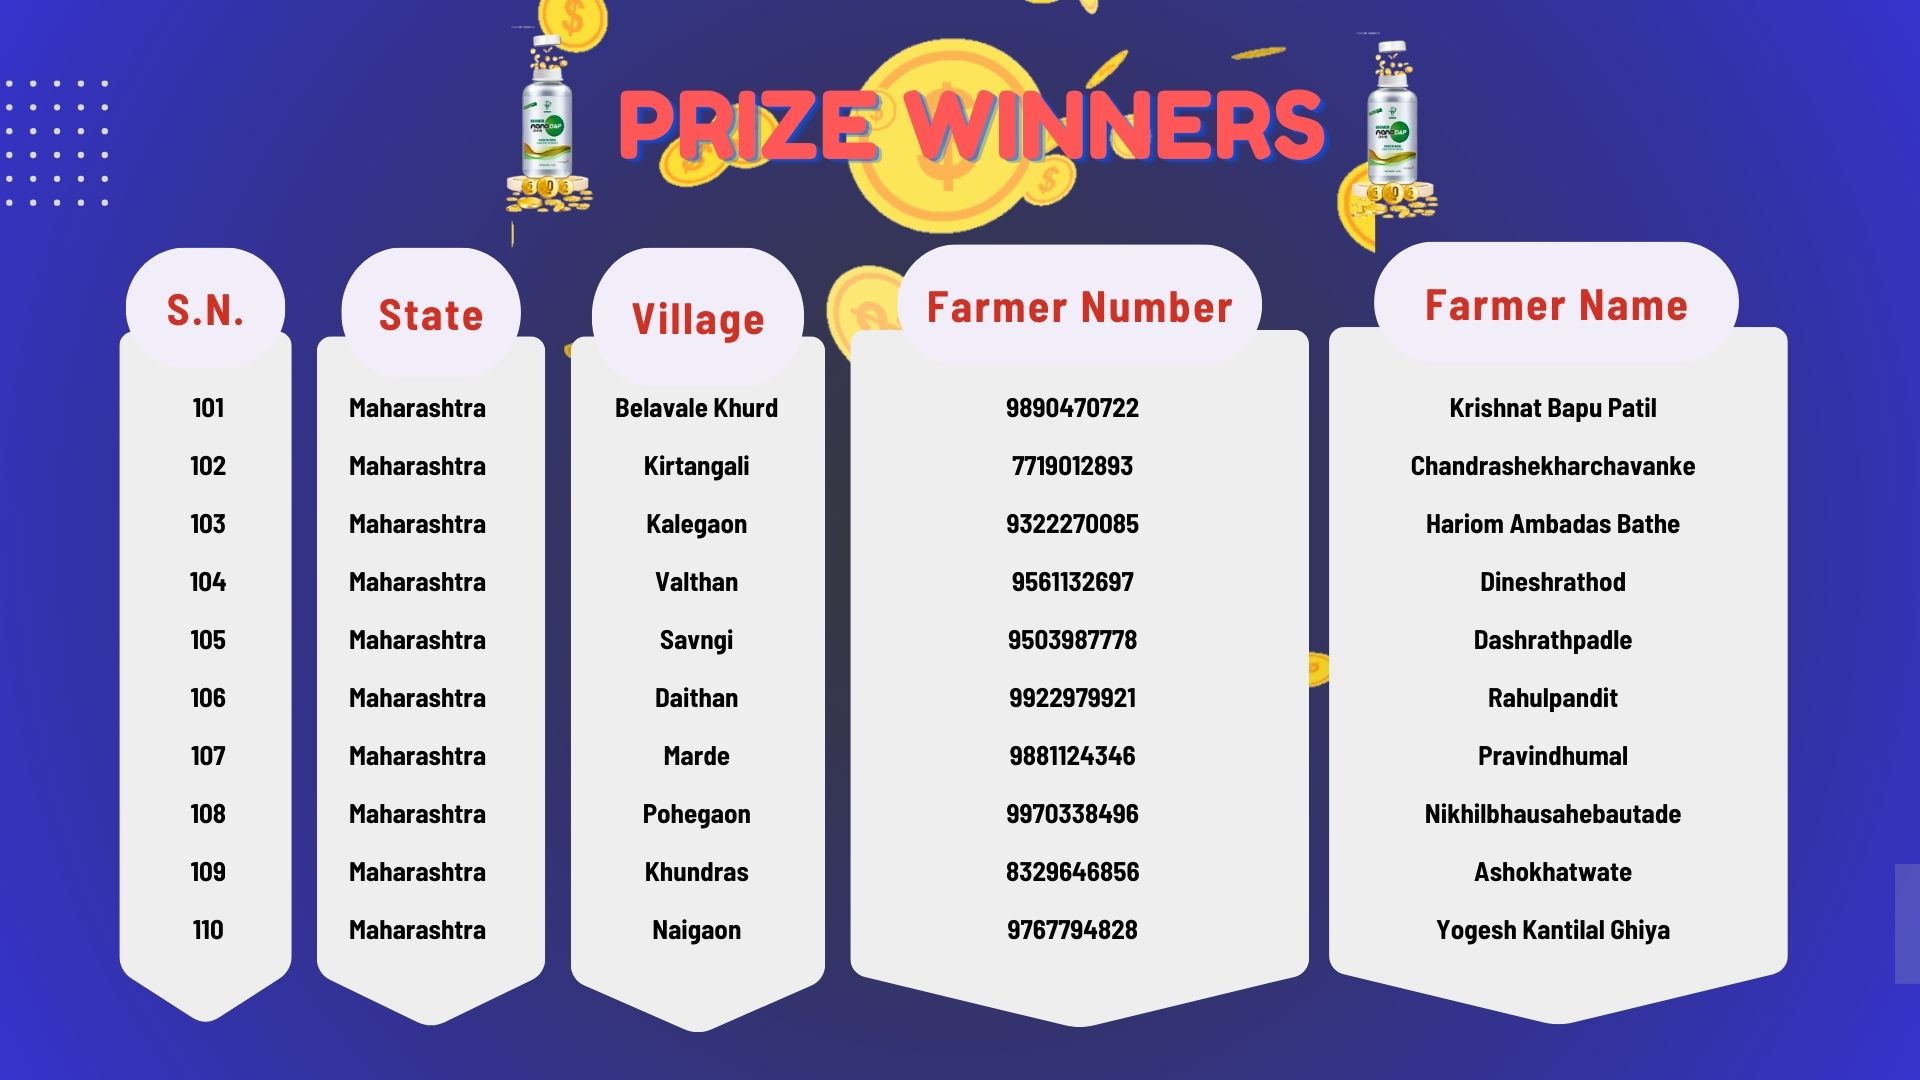 PRIZE WINNERS
S.N. State Village Farmer Number Farmer Name
101 Maharashtra Belavale Khurd 9890470722 Krishnat Bapu Patil
102 Maharashtra Kirtangali 7719012893 Chandrashekharchavanke
103 Maharashtra Kalegaon 9322270085 Hariom Ambadas Bathe
104 Maharashtra Valthan 9561132697 Dineshrathod
105 Maharashtra Savngi 9503987778 Dashrathpadle
106 Maharashtra Daithan 9922979921 Rahulpandit
107 Maharashtra Marde 9881124346 Pravindhumal
108 Maharashtra Pohegaon 9970338496 Nikhilbhausahebautade
109 Maharashtra Khundras 8329646856 Ashokhatwate
110 Maharashtra Naigaon 9767794828 Yogesh Kantilal Ghiya